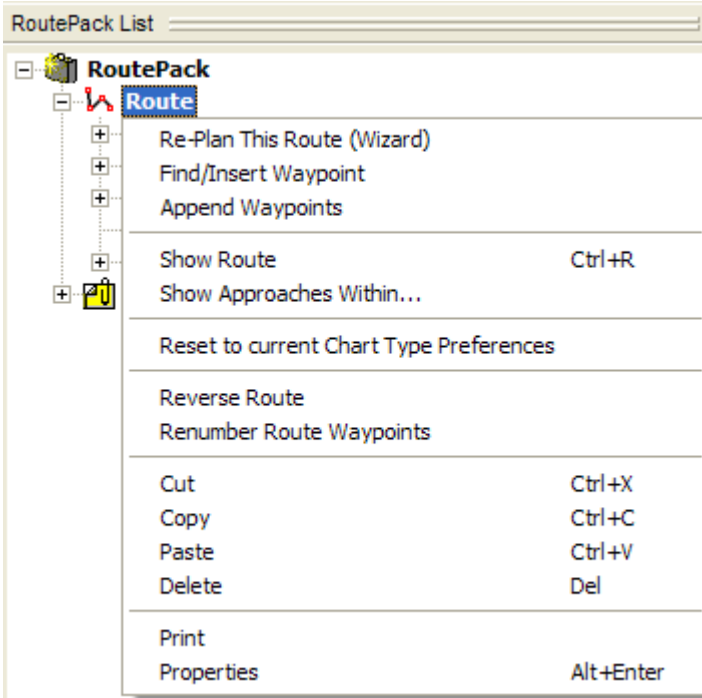 RoutePack List
RoutePack
Route
Re-Plan This Route (Wizard)
Find/Insert Waypoint
Append Waypoints
Show Route Ctrl+R
Show Approaches Within...
Reset to current Chart Type Preferences
Reverse Route
Renumber Route Waypoints
Cut Ctrl+X
Copy Ctrl+C
Paste Ctrl+V
Delete Del
Print
Properties Alt+Enter